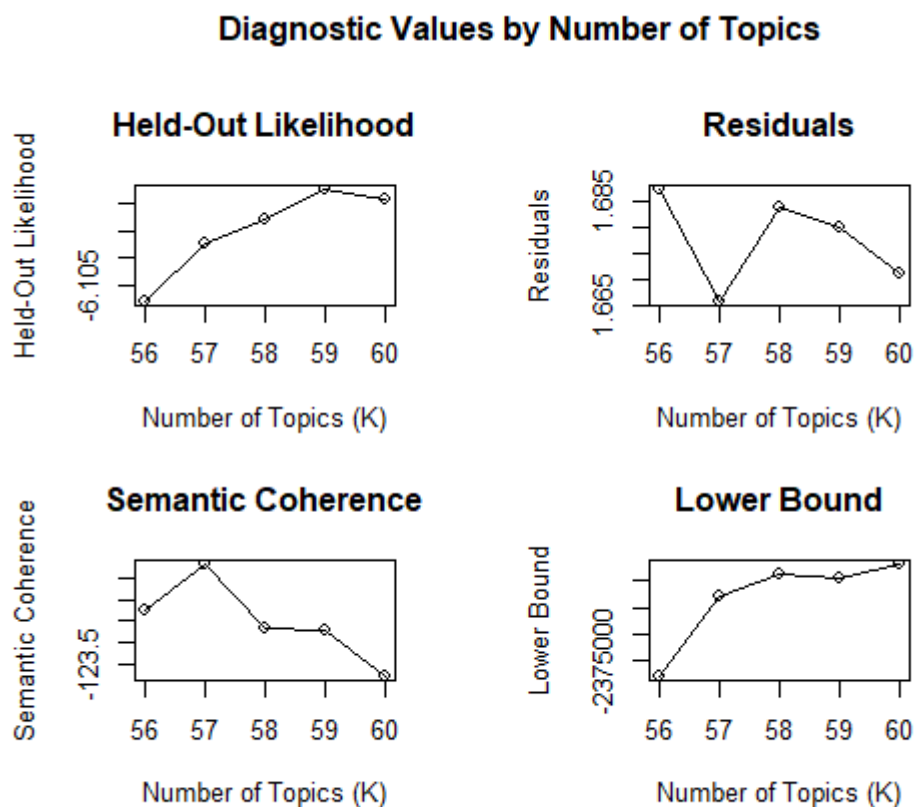 Diagnostic Values by Number of Topics
Held-Out Likelihood
Held-Out Likelihood
-6.105
56 57 58 59 60
Number of Topics (K)
Residuals
Residuals
1.685
1.665
56 57 58 59 60
Number of Topics (K)
Semantic Coherence
Semantic Coherence
-123.5
56 57 58 59 60
Number of Topics (K)
Lower Bound
Lower Bound
-2375000
56 57 58 59 60
Number of Topics (K)